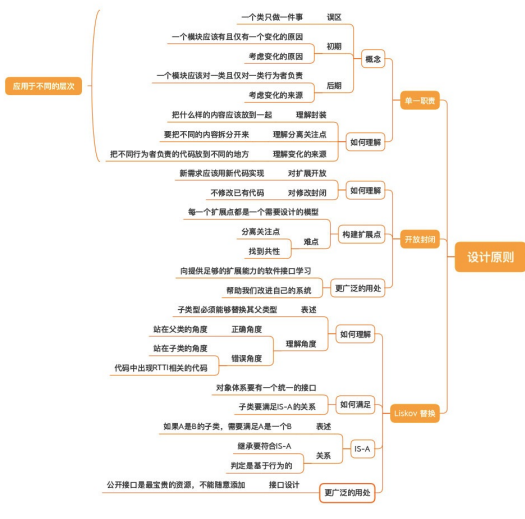 一个类只做一件事
误区
一个模块应该有且仅有一个变化的原因
初期
考虑变化的原因
概念
一个模块应该对一类且仅对一类行为者负责
后期
考虑变化的来源
应用于不同的层次
单一职责
把什么样的内容应该放到一起
理解封装
要把不同的内容拆分开来
理解分离关注点
如何理解
把不同行为者负责的代码放到不同的地方
理解变化的来源
新需求应该用新代码实现
对扩展开放
如何理解
不修改已有代码
对修改封闭
每一个扩展点都是一个需要设计的模型
分离关注点
构建扩展点
难点
找到共性
开放封闭
设计原则
向提供足够的扩展能力的软件接口学习
更广泛的用处
帮助我们改进自己的系统
子类型必须能够替换其父类型
表述
如何理解
站在父类的角度
正确角度
理解角度
站在子类的角度
错误角度
代码中出现RTTI相关的代码
对象体系要有一个统一的接口
如何满足
子类要满足IS-A的关系
Liskov 替换
如果A是B的子类，需要满足A是一个B
表述
继承要符合IS-A
IS-A
关系
判定是基于行为的
公开接口是最宝贵的资源，不能随意添加
接口设计
更广泛的用处